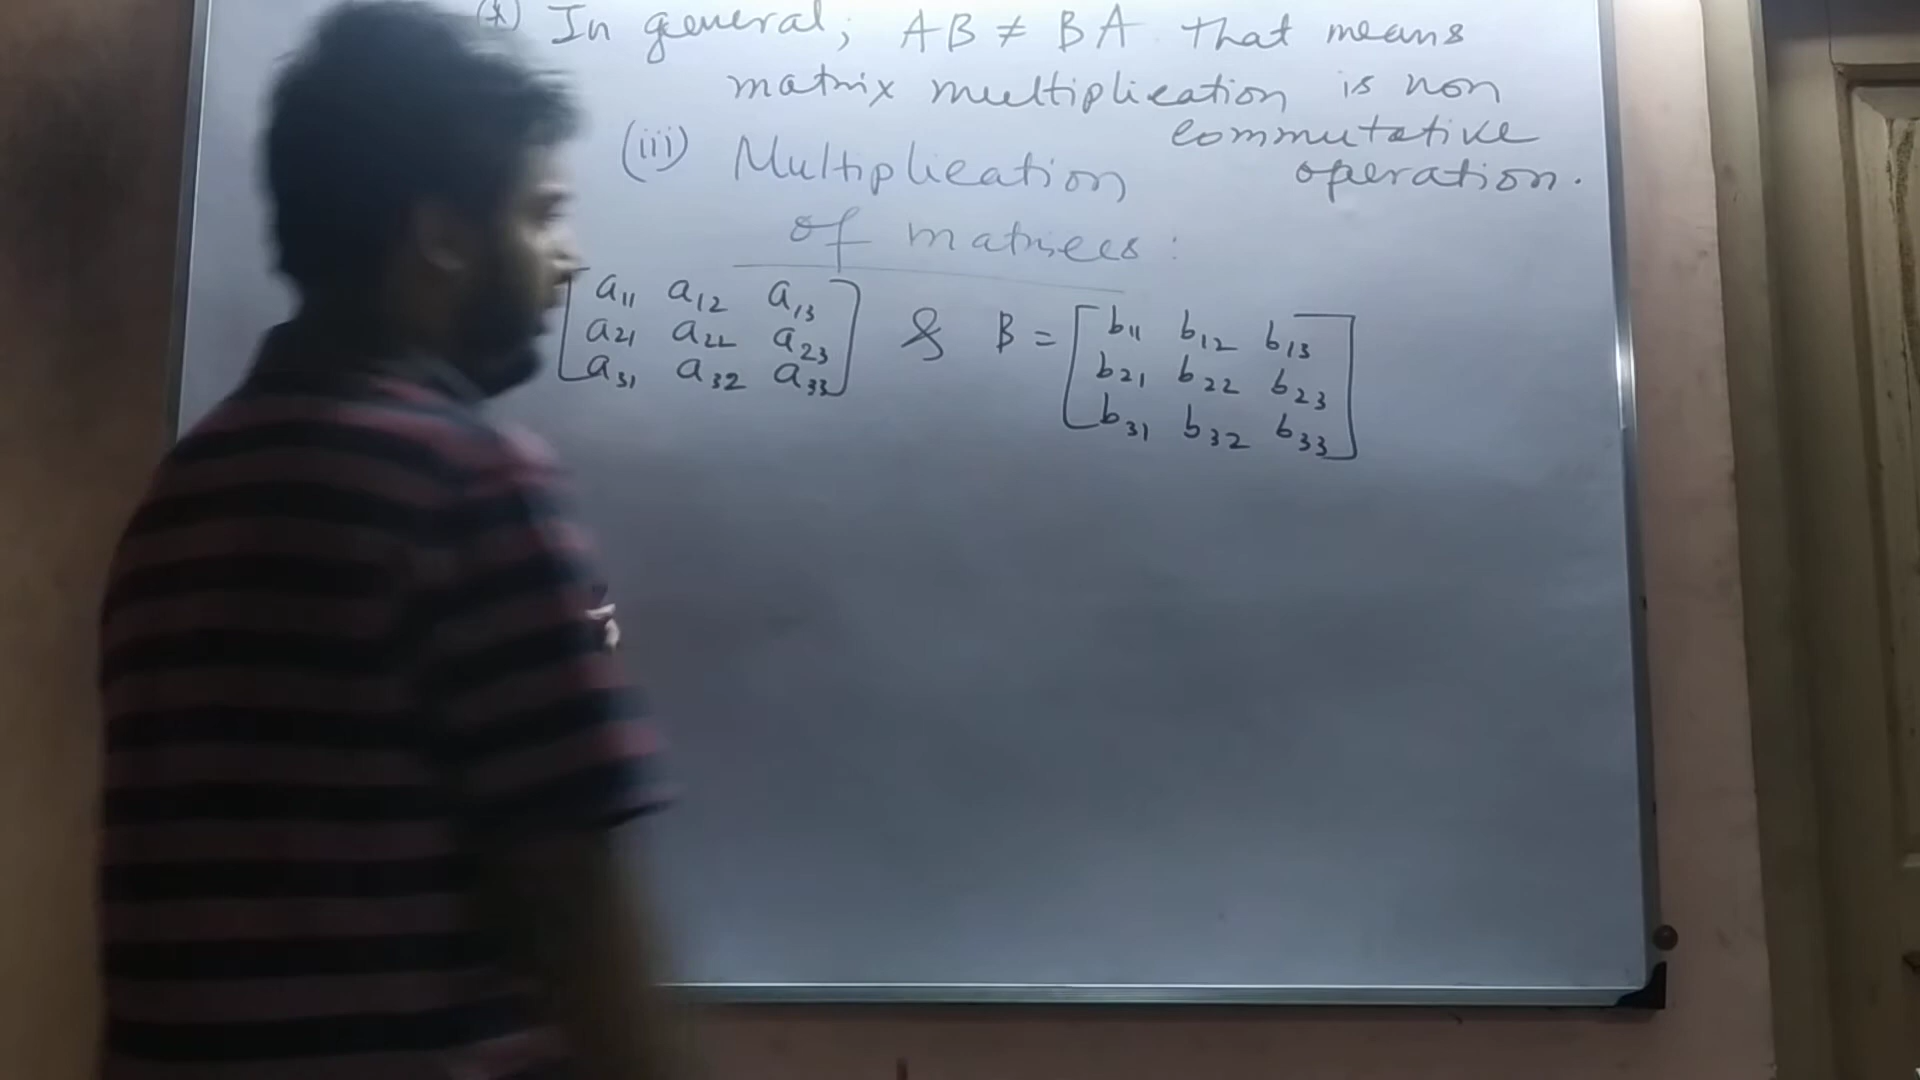 (*) In general; AB ≠ BA that means
matrix multiplication is non
commutative
operation.
(iii) Multiplication
of matrices:
a11 a12 a13
a21 a22 a23
a31 a32 a33
& B = [b11 b12 b13
b21 b22 b23
b31 b32 b33]